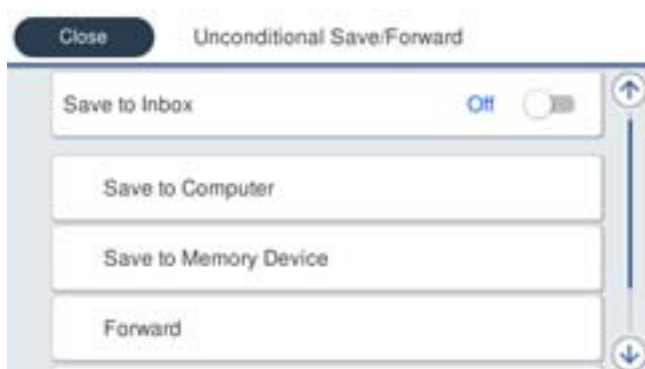 Close
Unconditional Save/Forward
Save to Inbox
Off
Save to Computer
Save to Memory Device
Forward